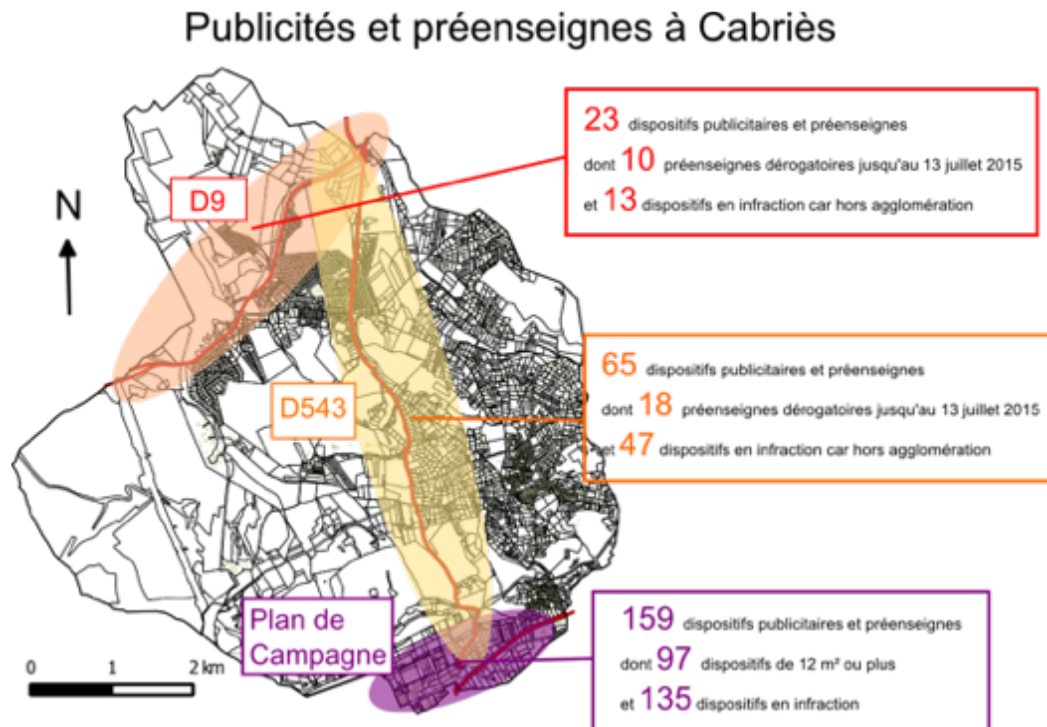 Publicités et préenseignes à Cabriès
23 dispositifs publicitaires et préenseignes
dont 10 préenseignes dérogatoires jusqu'au 13 juillet 2015
et 13 dispositifs en infraction car hors agglomération
D9
N
65 dispositifs publicitaires et préenseignes
dont 18 préenseignes dérogatoires jusqu'au 13 juillet 2015
et 47 dispositifs en infraction car hors agglomération
D543
Plan de
Campagne
159 dispositifs publicitaires et préenseignes
dont 97 dispositifs de 12 m² ou plus
et 135 dispositifs en infraction
0 1 2 km